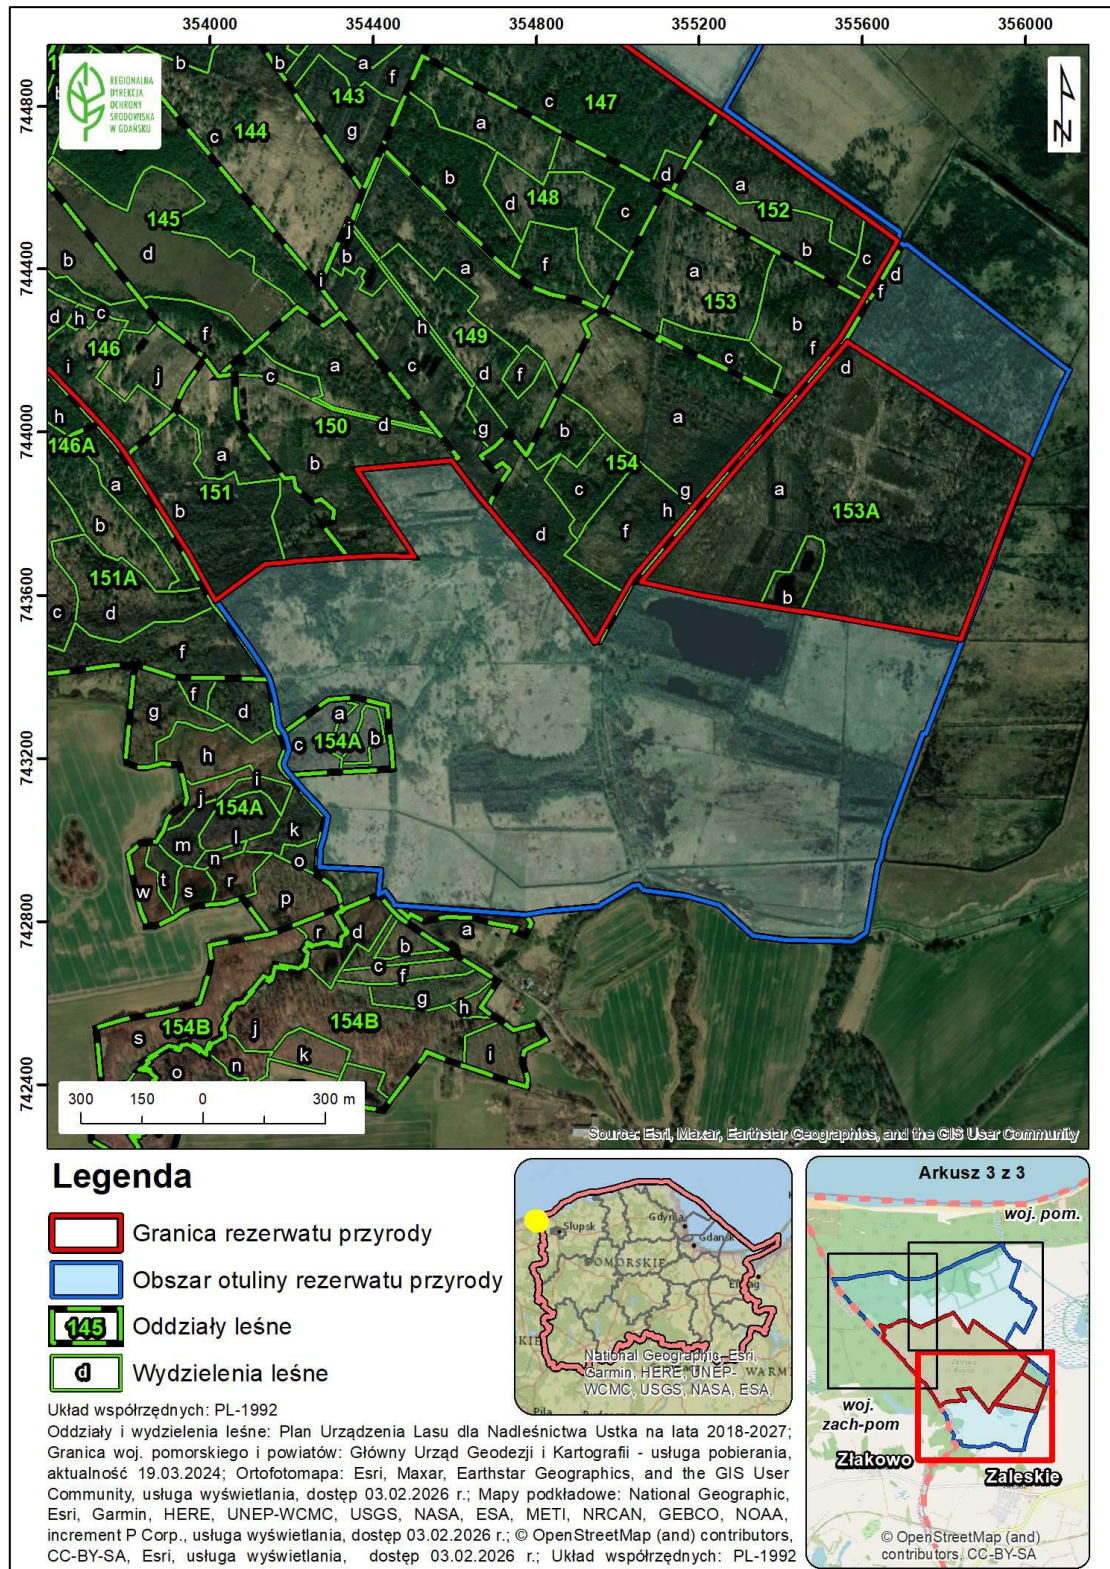 354000 354400 354800 355200 355600 356000
744800
744400
744000
743600
743200
742800
742400
REGIONALNA
DYREKCJA
OCHRONY
ŚRODOWISKA
W GDAŃSKU
N
b b a f 147
143 c
144 c g a
b d a
148 152
145 d c
j b c d
b d b f
i a a f
153
d h c f h b
146 149 c f
i j c a d f d
c
h 150 d g a
146A a b b
151 154 a
a b c g 153A
b h
d f
151A b
c d
f
f
g d a
c 154A b
h
i
j
154A
l k
m n o
w t s r p
r d b a
c f
g h
154B j 154B
s k i
n
o
300 150 0 300 m
Source: Esri, Maxar, Earthstar Geographics, and the GIS User Community
Legenda
Granica rezerwatu przyrody
Obszar otuliny rezerwatu przyrody
145 Oddziały leśne
d Wydzielenia leśne
Układ współrzędnych: PL-1992
Oddziały i wydzielenia leśne: Plan Urządzenia Lasu dla Nadleśnictwa Ustka na lata 2018-2027;
Granica woj. pomorskiego i powiatów: Główny Urząd Geodezji i Kartografii - usługa pobierania,
aktualność 19.03.2024; Ortofotomapa: Esri, Maxar, Earthstar Geographics, and the GIS User
Community, usługa wyświetlania, dostęp 03.02.2026 r.; Mapy podkładowe: National Geographic,
Esri, Garmin, HERE, UNEP-WCMC, USGS, NASA, ESA, METI, NRCAN, GEBCO, NOAA,
increment P Corp., usługa wyświetlania, dostęp 03.02.2026 r.; © OpenStreetMap (and) contributors,
CC-BY-SA, Esri, usługa wyświetlania, dostęp 03.02.2026 r.; Układ współrzędnych: PL-1992
Słupsk
Gdynia
Gdańsk
POMORSKIE
Elbląg
WARM
Piła
National Geographic, Esri,
Garmin, HERE, UNEP-
WCMC, USGS, NASA, ESA,
Arkusz 3 z 3
woj. pom.
woj.
zach-pom
Złakowo
Zaleskie
© OpenStreetMap (and)
contributors, CC-BY-SA